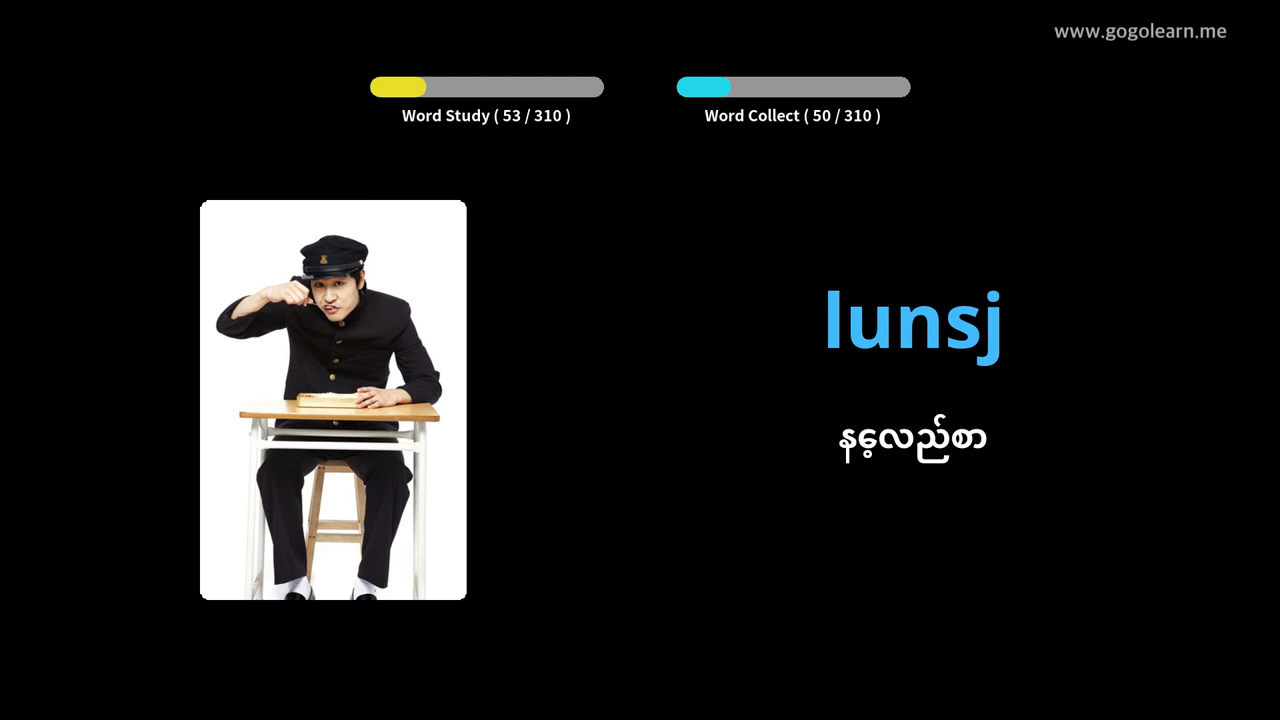 www.gogolearn.me
Word Study ( 53 / 310 )
Word Collect ( 50 / 310 )
lunsj
နေ့လည်စာ